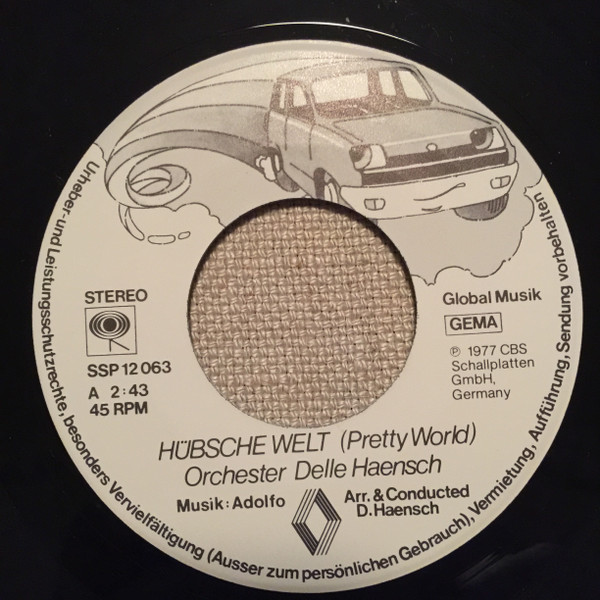 Urheber-und Leistungsschutzrechte, besonders Vervielfältigung (Ausser zum persönlichen Gebrauch), Vermietung, Aufführung, Sendung vorbehalten
STEREO
SSP 12 063
A 2:43
45 RPM
Global Musik
GEMA
℗ 1977 CBS
Schallplatten
GmbH,
Germany
HÜBSCHE WELT (Pretty World)
Orchester Delle Haensch
Musik: Adolfo
Arr. & Conducted
D. Haensch